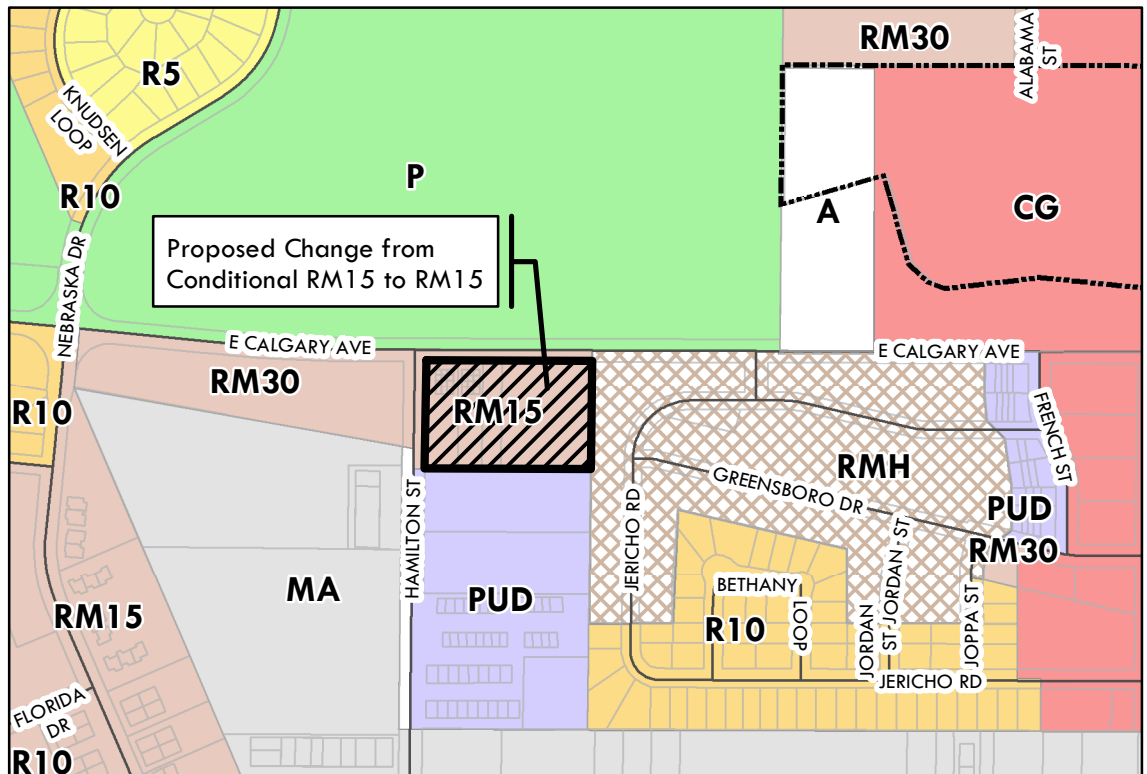 RM30
ALABAMA
ST
R5
KNUDSEN
LOOP
P
R10
A
CG
NEBRASKA DR
Proposed Change from
Conditional RM15 to RM15
E CALGARY AVE
E CALGARY AVE
RM30
R10
RM15
FRENCH ST
RMH
GREENSBORO DR
PUD
RM30
HAMILTON ST
JERICHO RD
MA
PUD
BETHANY
LOOP
R10
JORDAN
ST
JORDAN ST
JOPPA ST
RM15
JERICHO RD
FLORIDA
DR
R10